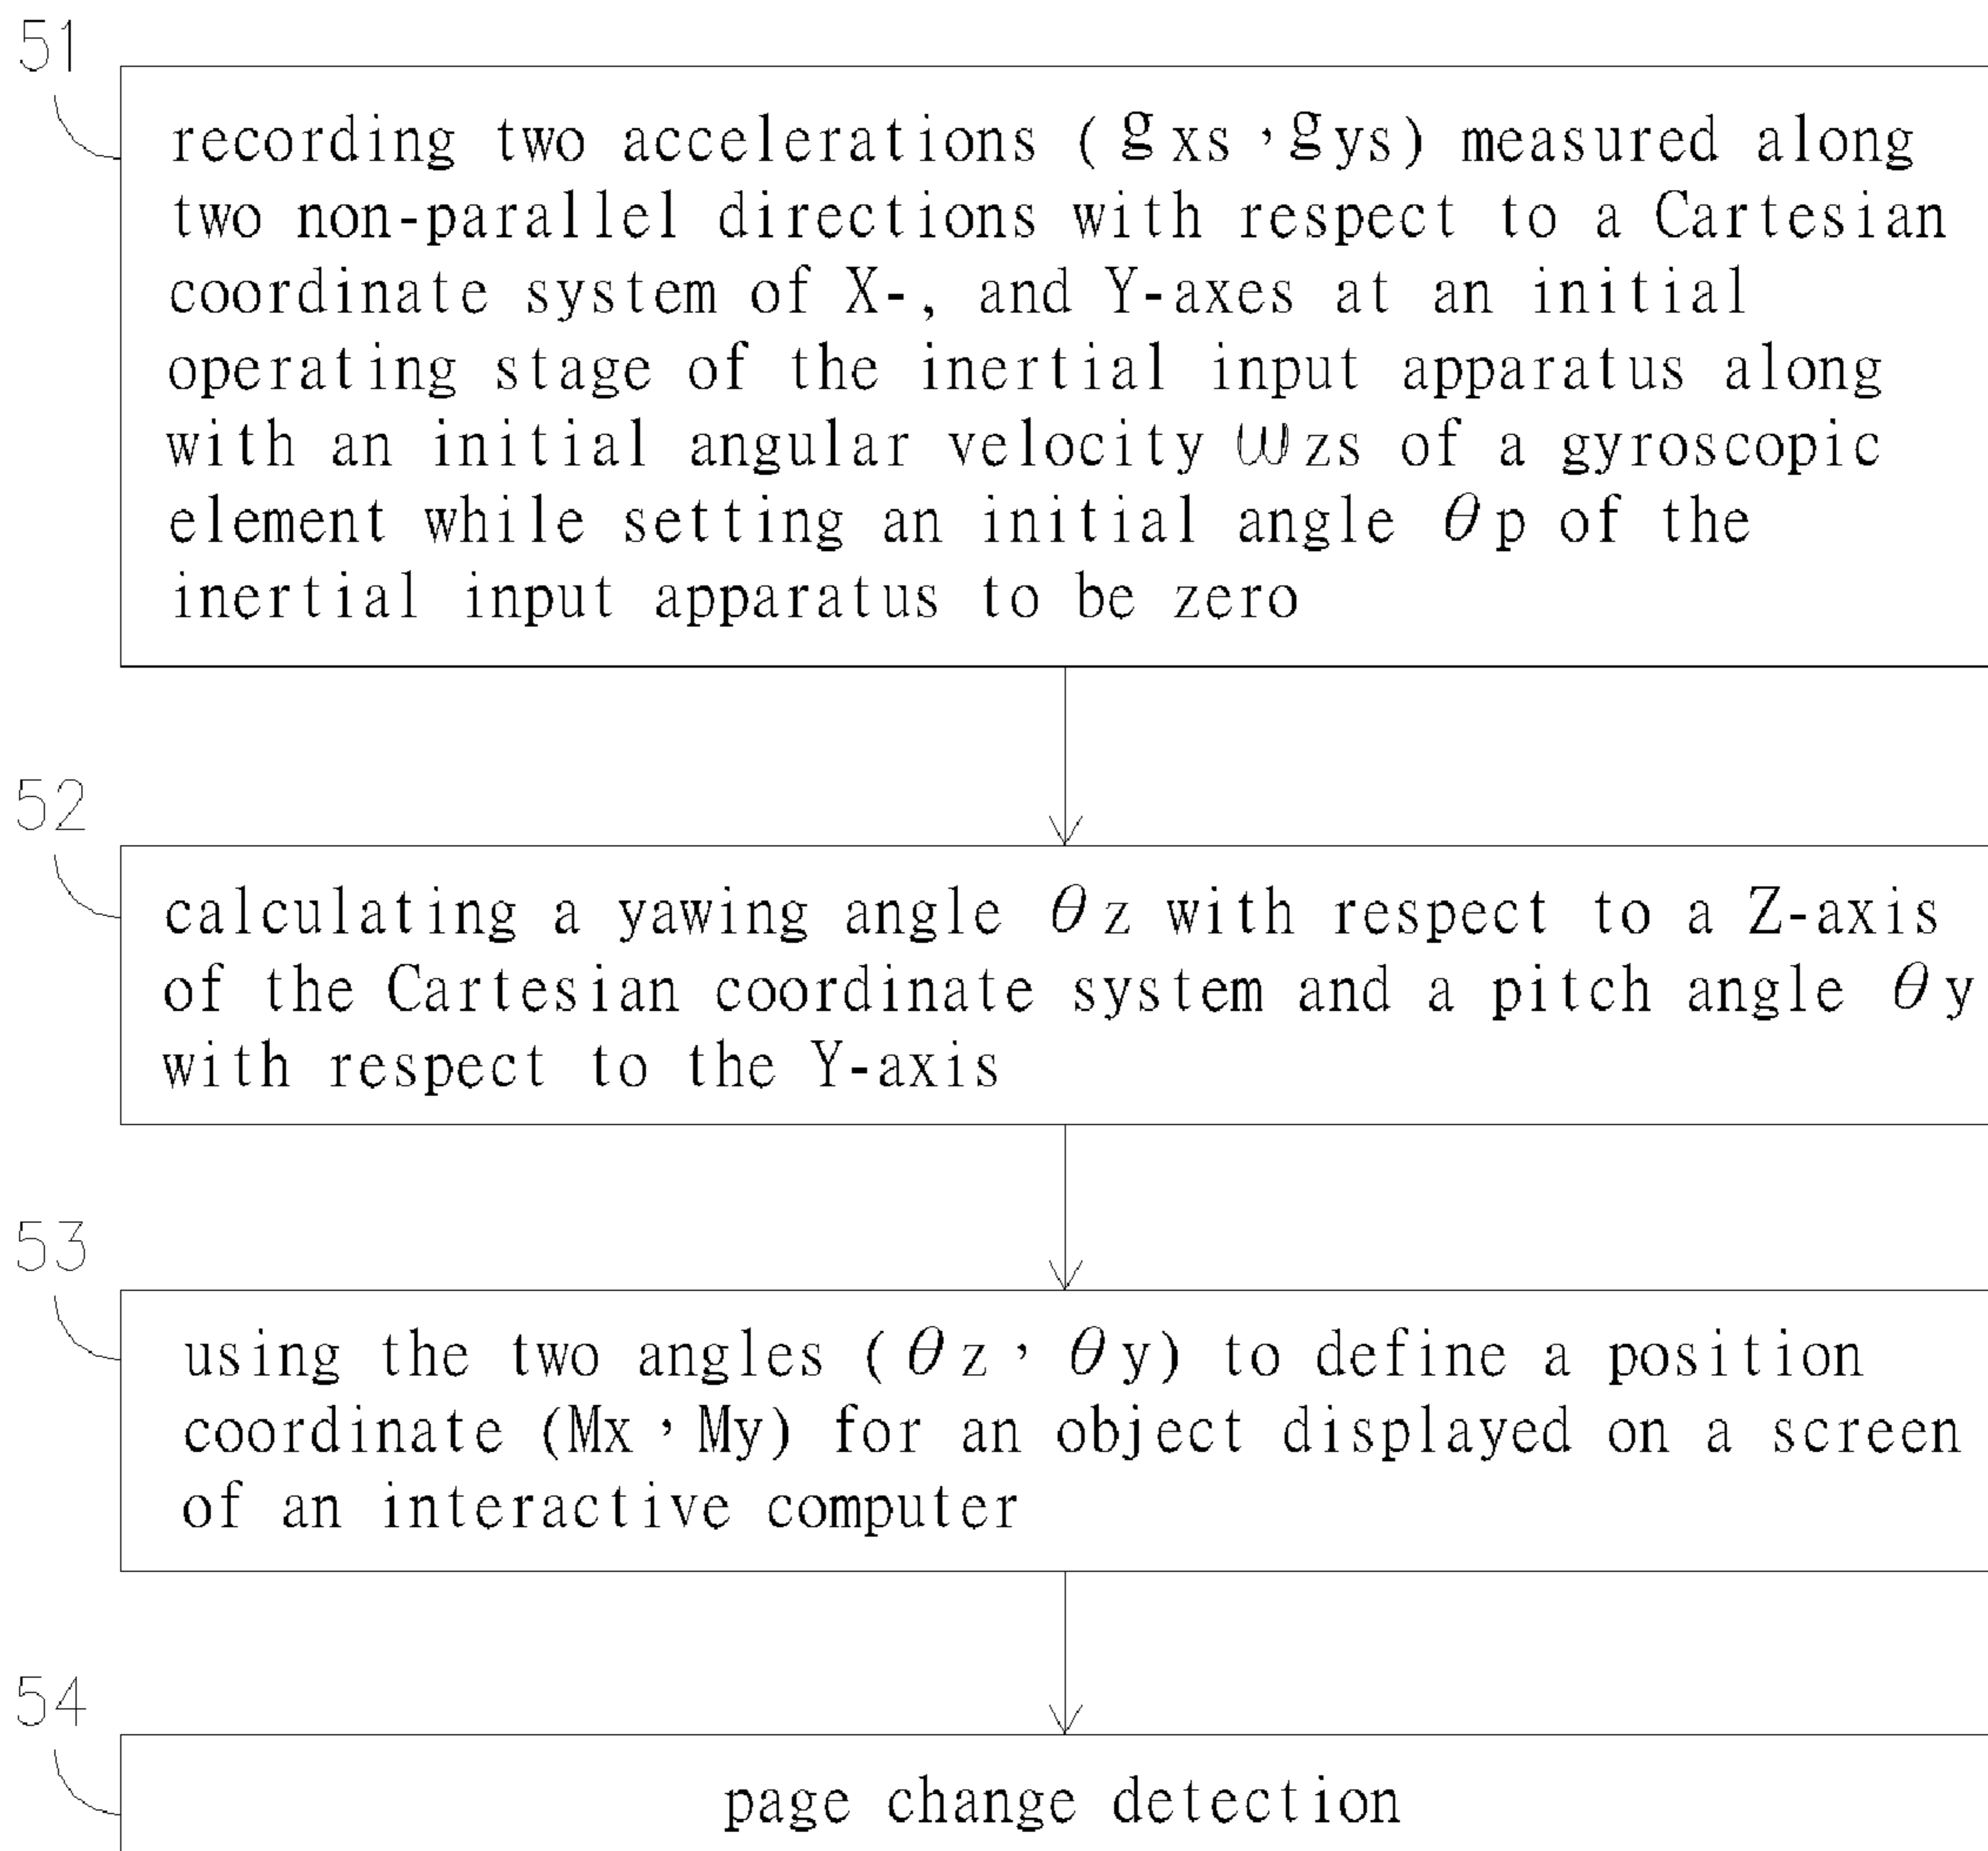 51
recording two accelerations (gxs,gys) measured along
two non-parallel directions with respect to a Cartesian
coordinate system of X-, and Y-axes at an initial
operating stage of the inertial input apparatus along
with an initial angular velocity ωzs of a gyroscopic
element while setting an initial angle θp of the
inertial input apparatus to be zero
52
calculating a yawing angle θz with respect to a Z-axis
of the Cartesian coordinate system and a pitch angle θy
with respect to the Y-axis
53
using the two angles (θz, θy) to define a position
coordinate (Mx,My) for an object displayed on a screen
of an interactive computer
54
page change detection